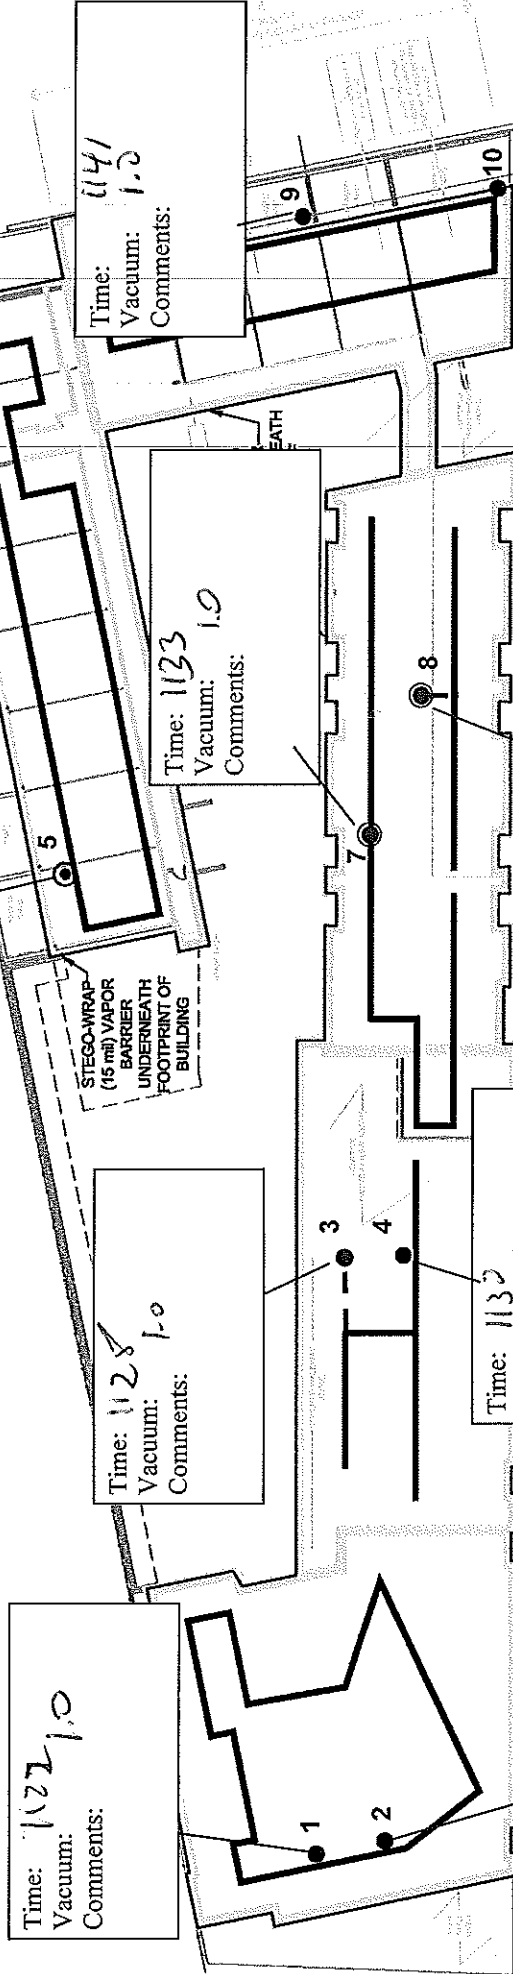 Time: 1122
Vacuum: 1.0
Comments:
1
2
Time: 1128
Vacuum: 1.0
Comments:
3
4
Time: 1130
STEGO-WRAP
(15 mil) VAPOR
BARRIER
UNDERNEATH
FOOTPRINT OF
BUILDING
5
Time: 1133
Vacuum: 1.0
Comments:
7
8
EATH
Time: 1141
Vacuum: 1.0
Comments:
9
10